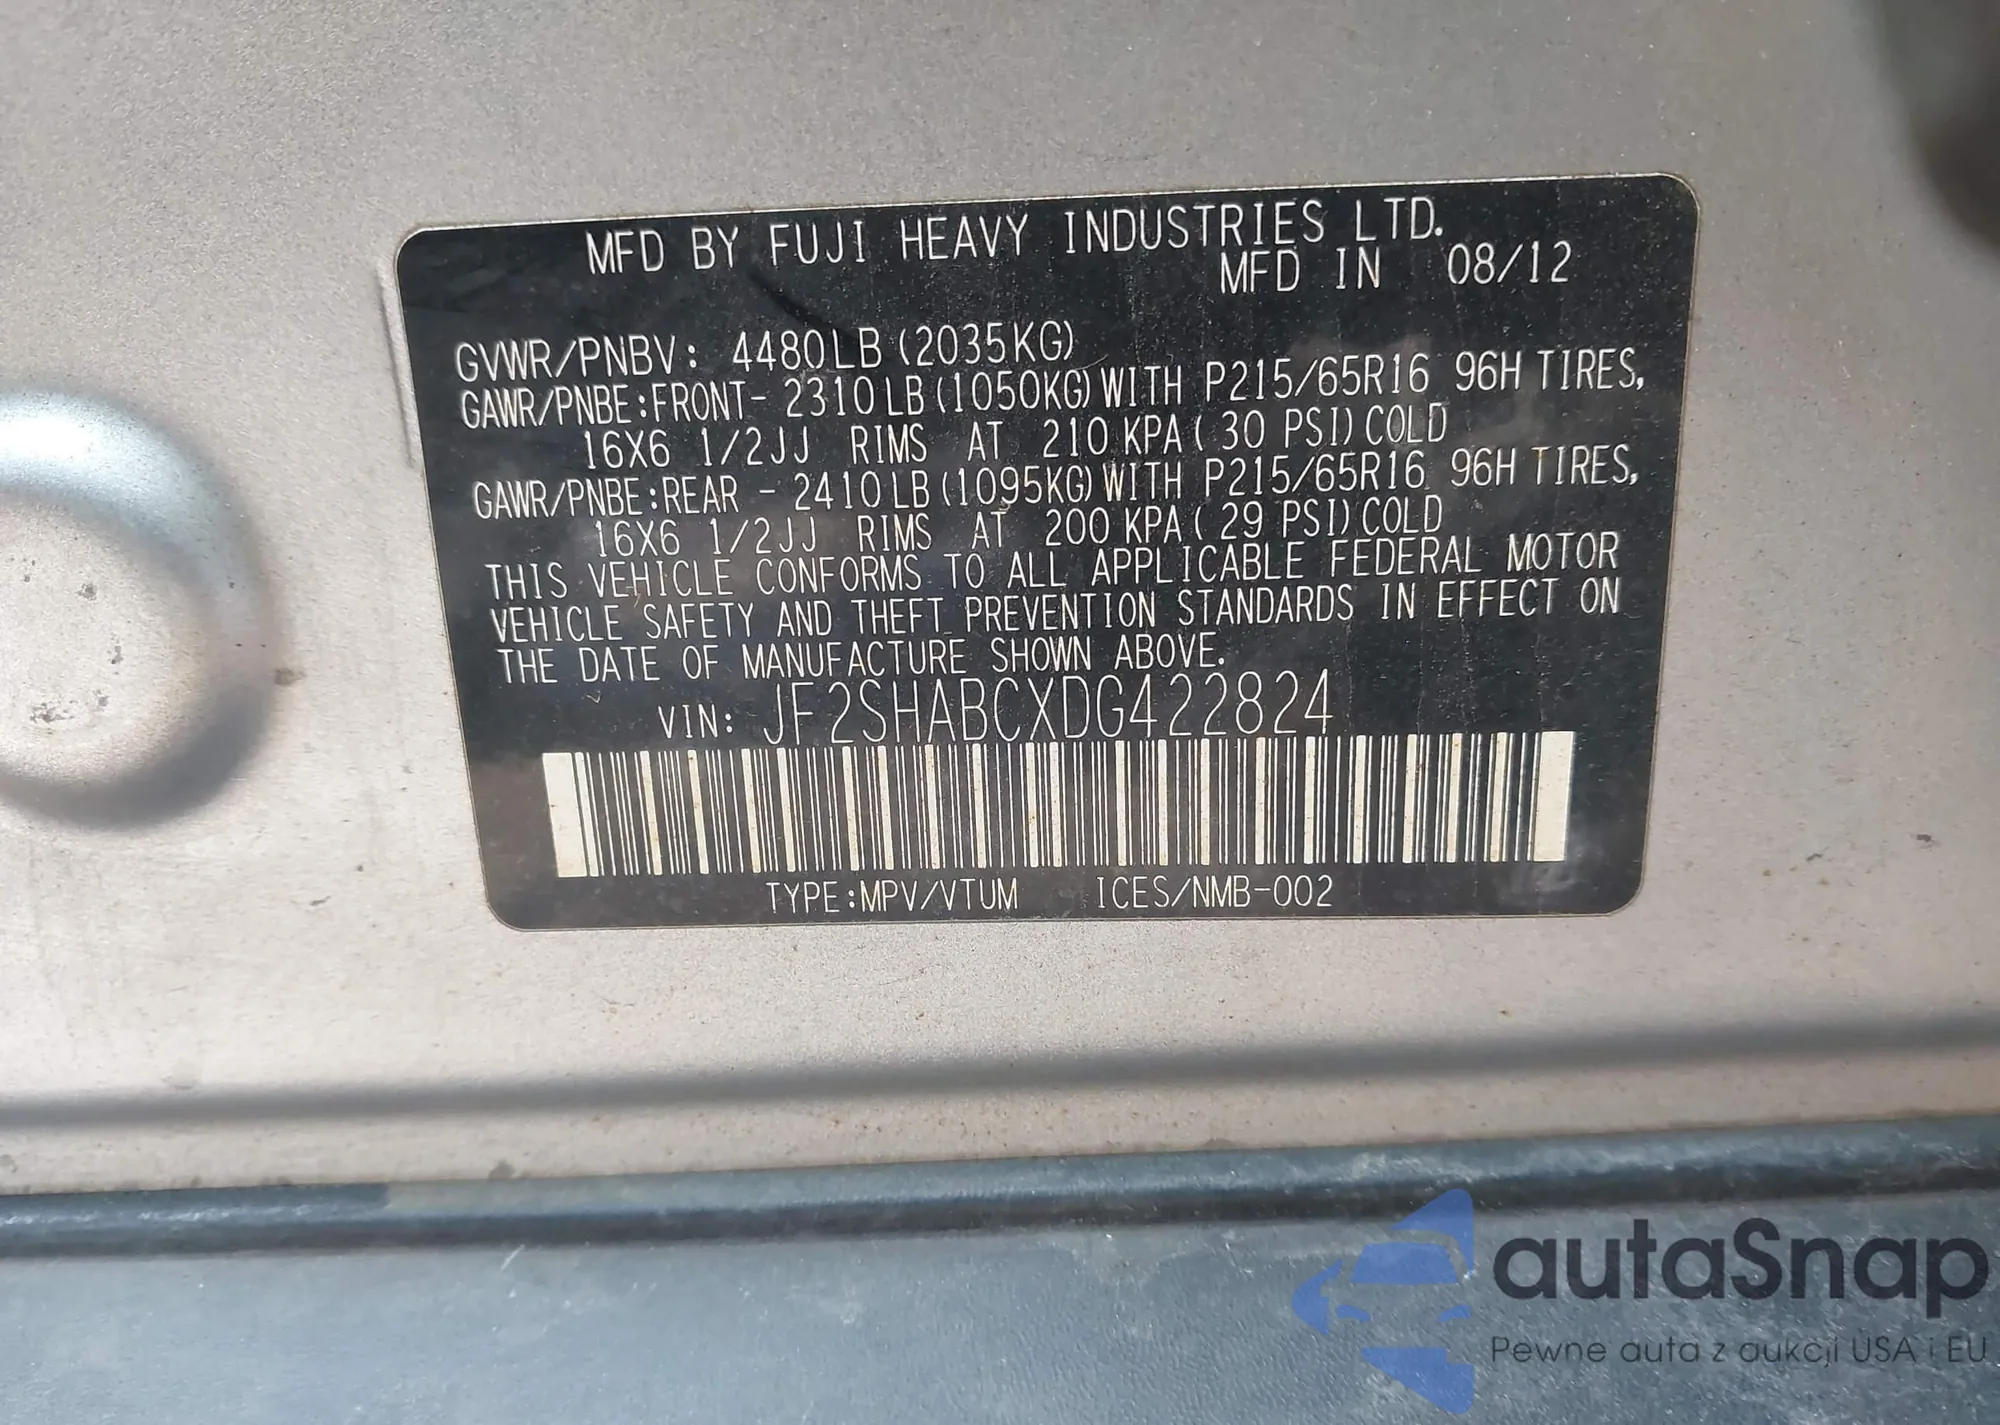 MFD BY FUJI HEAVY INDUSTRIES LTD.
MFD IN 08/12
GVWR/PNBV: 4480LB(2035KG)
GAWR/PNBE:FRONT- 2310LB(1050KG)WITH P215/65R16 96H TIRES,
16X6 1/2JJ RIMS AT 210 KPA( 30 PSI)COLD
GAWR/PNBE:REAR - 2410LB(1095KG)WITH P215/65R16 96H TIRES,
16X6 1/2JJ RIMS AT 200 KPA( 29 PSI)COLD
THIS VEHICLE CONFORMS TO ALL APPLICABLE FEDERAL MOTOR
VEHICLE SAFETY AND THEFT PREVENTION STANDARDS IN EFFECT ON
THE DATE OF MANUFACTURE SHOWN ABOVE.
VIN: JF2SHABCXDG422824
TYPE:MPV/VTUM ICES/NMB-002
autaSnap
Pewne auta z aukcji USA i EU